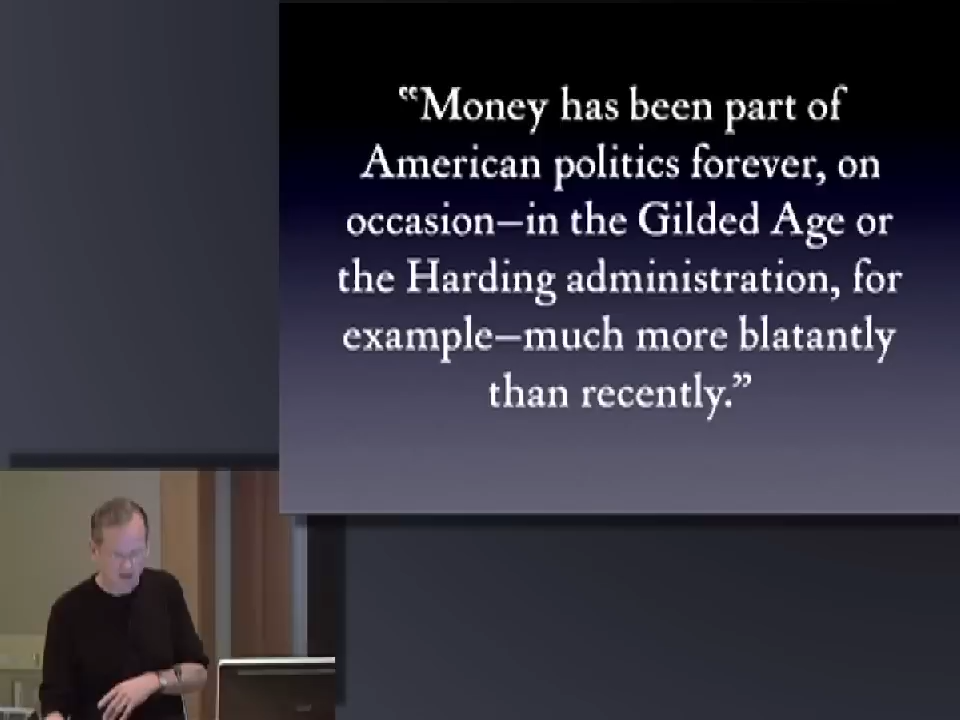 “Money has been part of
American politics forever, on
occasion—in the Gilded Age or
the Harding administration, for
example—much more blatantly
than recently.”